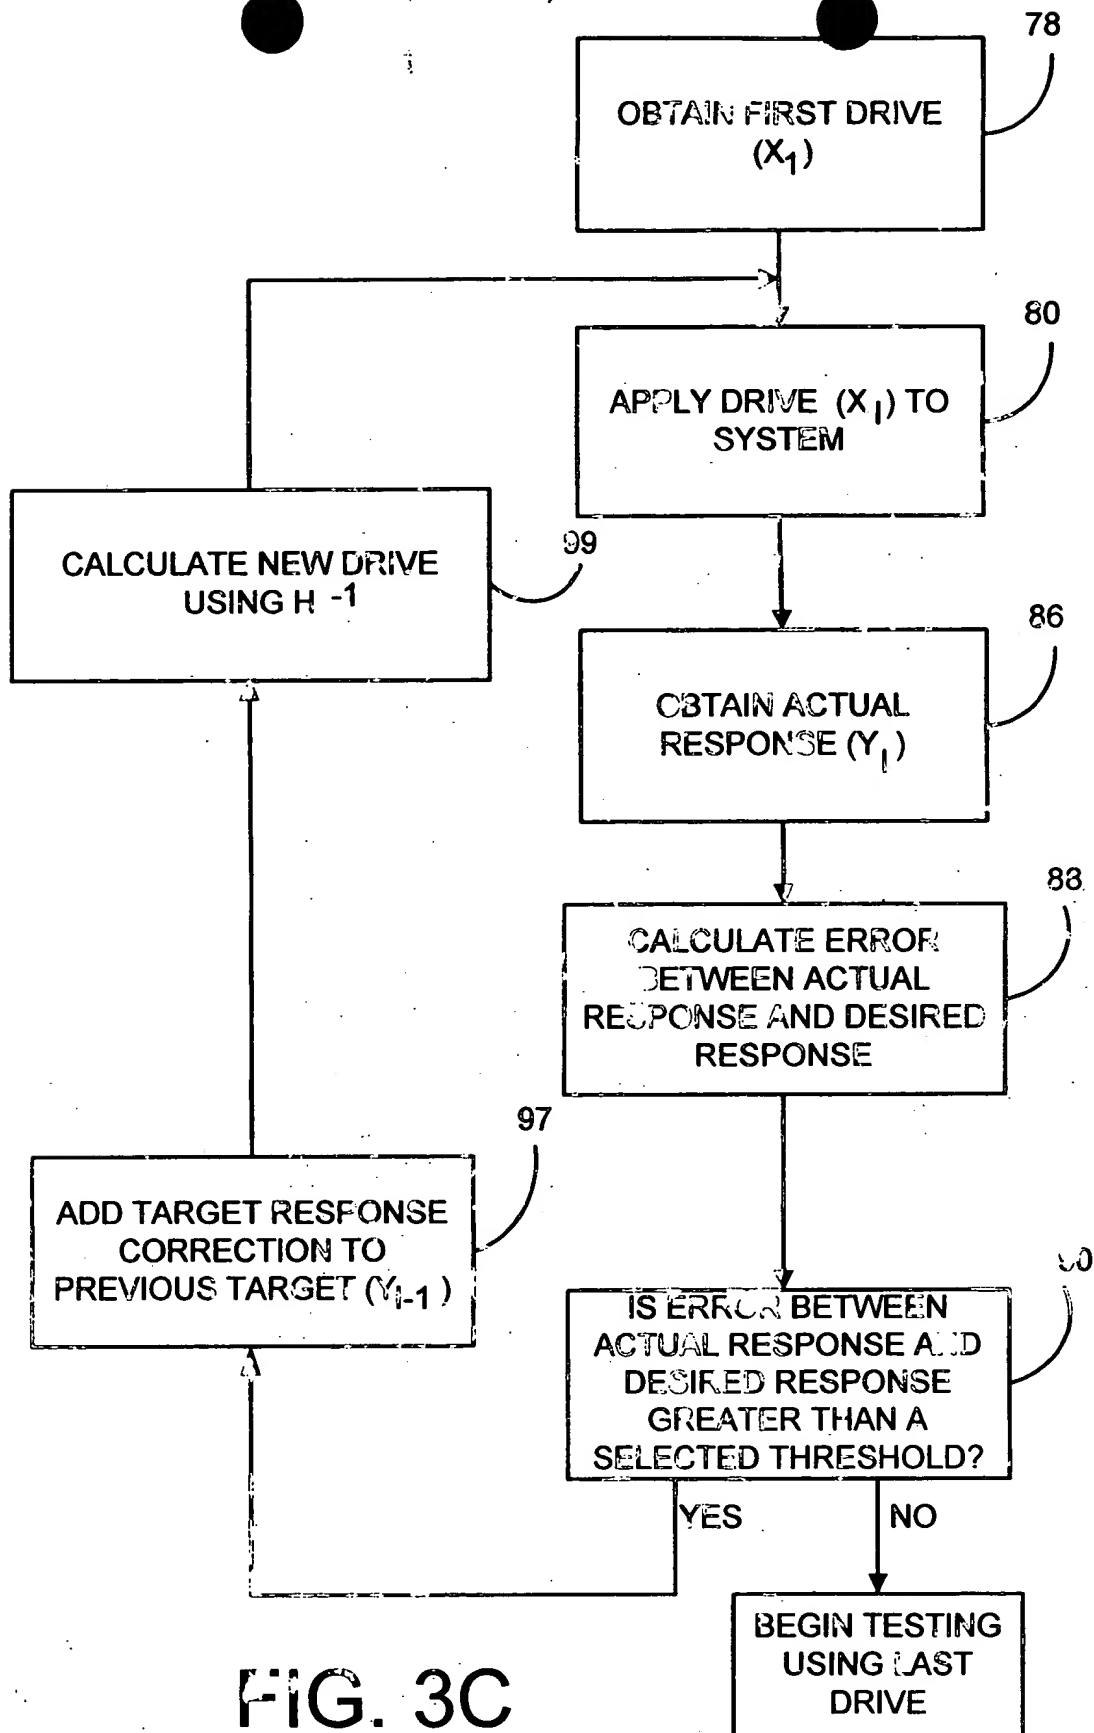 78
OBTAIN FIRST DRIVE
(X1)
80
APPLY DRIVE (XI) TO
SYSTEM
99
CALCULATE NEW DRIVE
USING H -1
86
OBTAIN ACTUAL
RESPONSE (YI)
88
CALCULATE ERROR
BETWEEN ACTUAL
RESPONSE AND DESIRED
RESPONSE
97
ADD TARGET RESPONSE
CORRECTION TO
PREVIOUS TARGET (YI-1)
90
IS ERROR BETWEEN
ACTUAL RESPONSE AND
DESIRED RESPONSE
GREATER THAN A
SELECTED THRESHOLD?
YES
NO
BEGIN TESTING
USING LAST
DRIVE
FIG. 3C